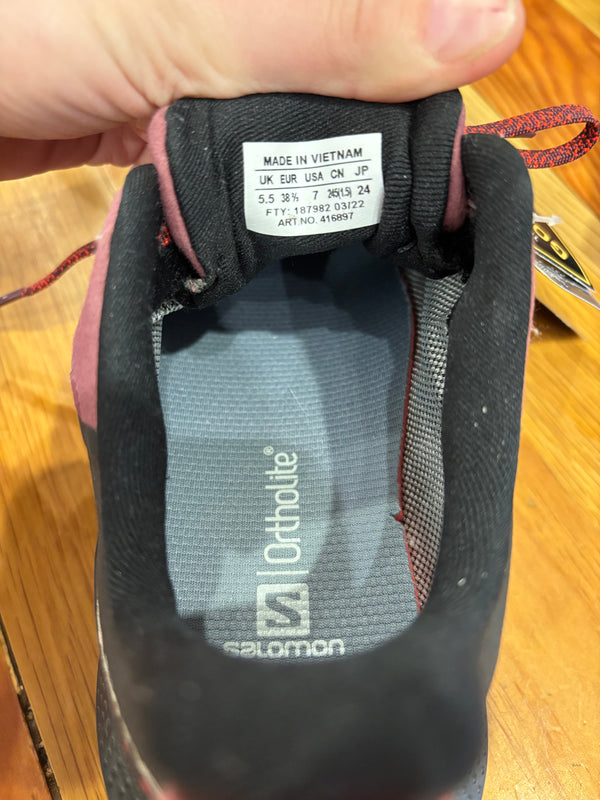 MADE IN VIETNAM
UK EUR USA CN JP
5.5 38⅔ 7 245(1.5) 24
FTY: 187982 03/22
ART.NO. 416897
Ortholite®
SALOMON